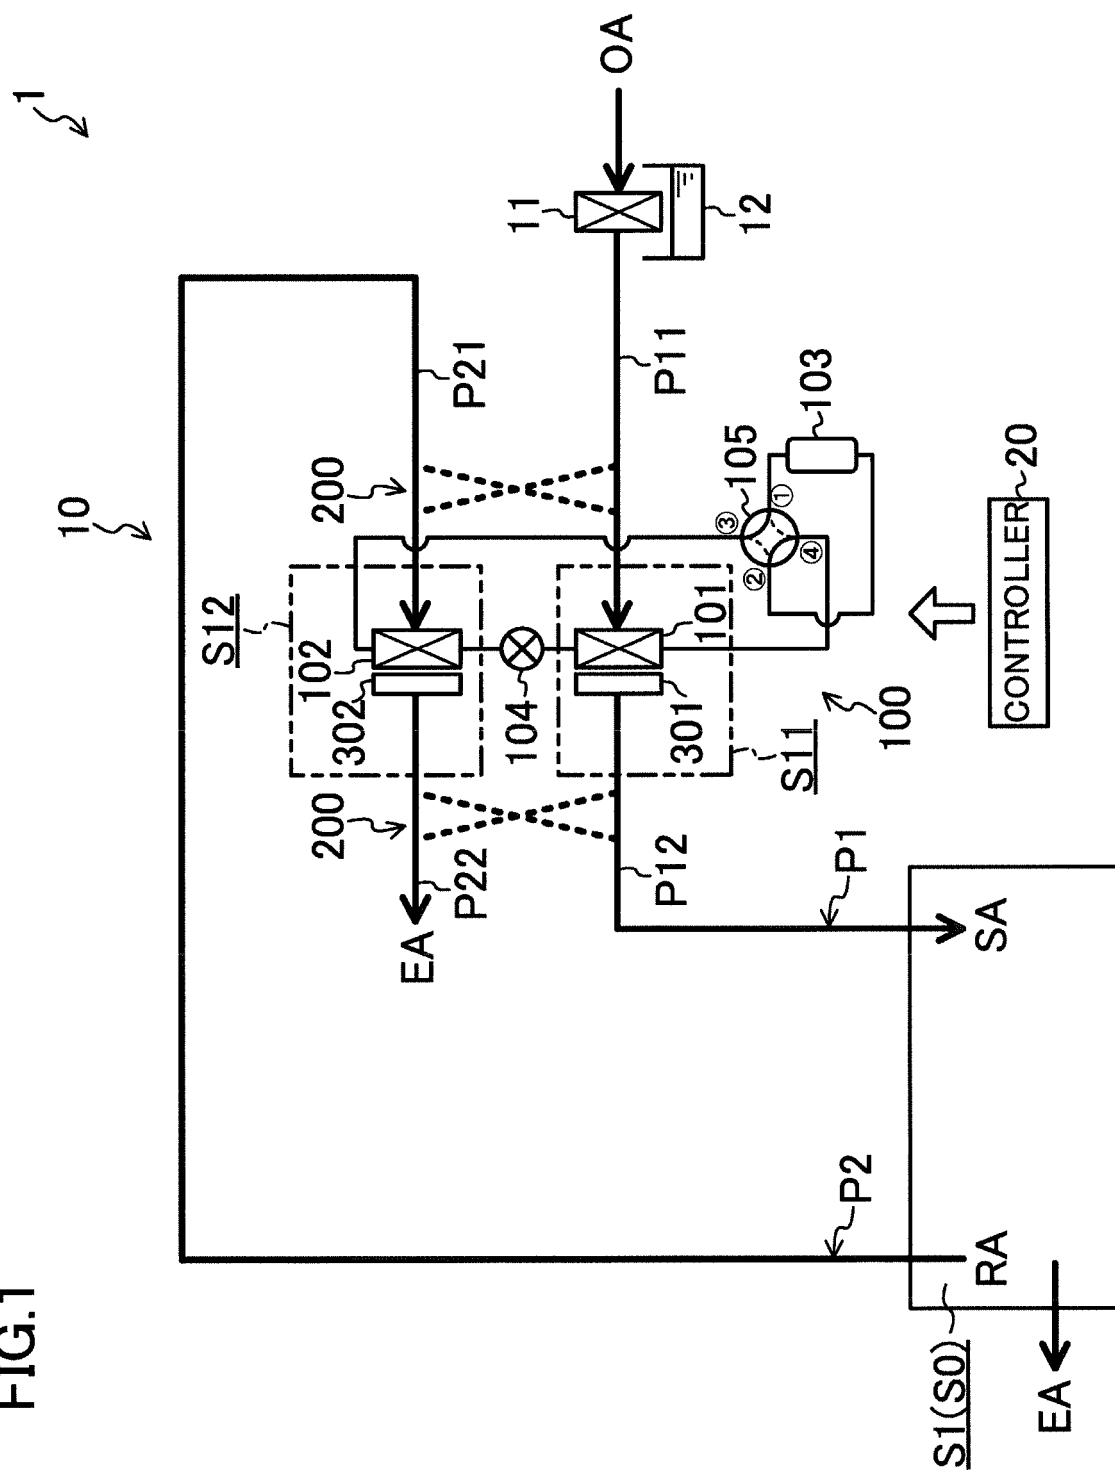 FIG.1
1
10
P21
P11
OA
11
12
200
103
105
①
②
③
④
CONTROLLER
20
S12
102
302
104
101
301
S11
100
200
P22
P12
EA
P1
SA
P2
RA
S1(S0)
EA